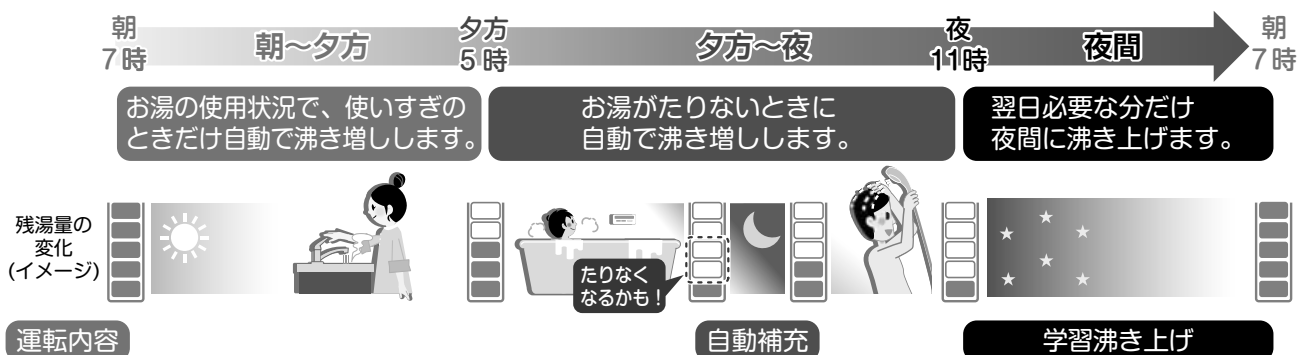 朝
7時
朝〜夕方
夕方
5時
夕方〜夜
夜
11時
夜間
朝
7時
お湯の使用状況で、使いすぎの
ときだけ自動で沸き増しします。
お湯がたりないときに
自動で沸き増しします。
翌日必要な分だけ
夜間に沸き上げます。
残湯量の
変化
(イメージ)
たりなく
なるかも!
運転内容
自動補充
学習沸き上げ